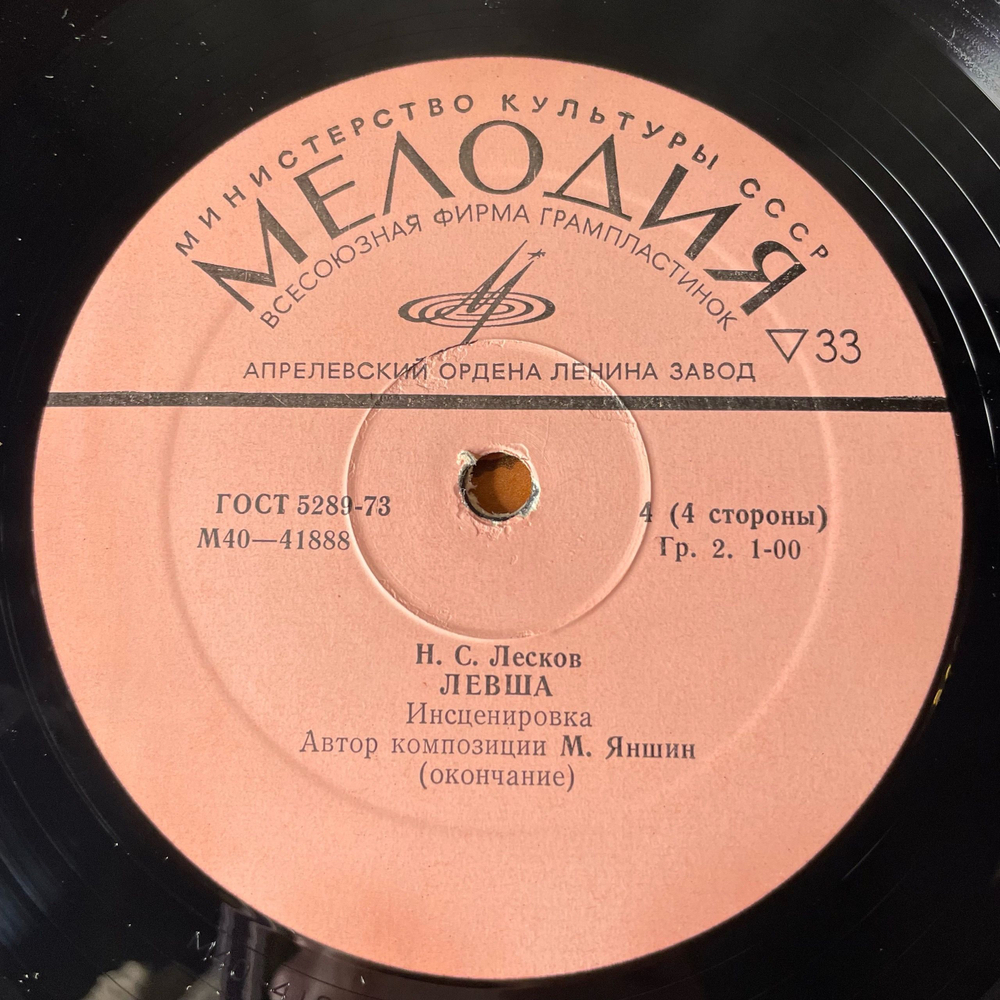 МИНИСТЕРСТВО КУЛЬТУРЫ СССР
МЕЛОДИЯ
ВСЕСОЮЗНАЯ ФИРМА ГРАМПЛАСТИНОК
33
АПРЕЛЕВСКИЙ ОРДЕНА ЛЕНИНА ЗАВОД
ГОСТ 5289-73
М40—41888
4 (4 стороны)
Гр. 2. 1-00
Н. С. Лесков
ЛЕВША
Инсценировка
Автор композиции М. Яншин
(окончание)